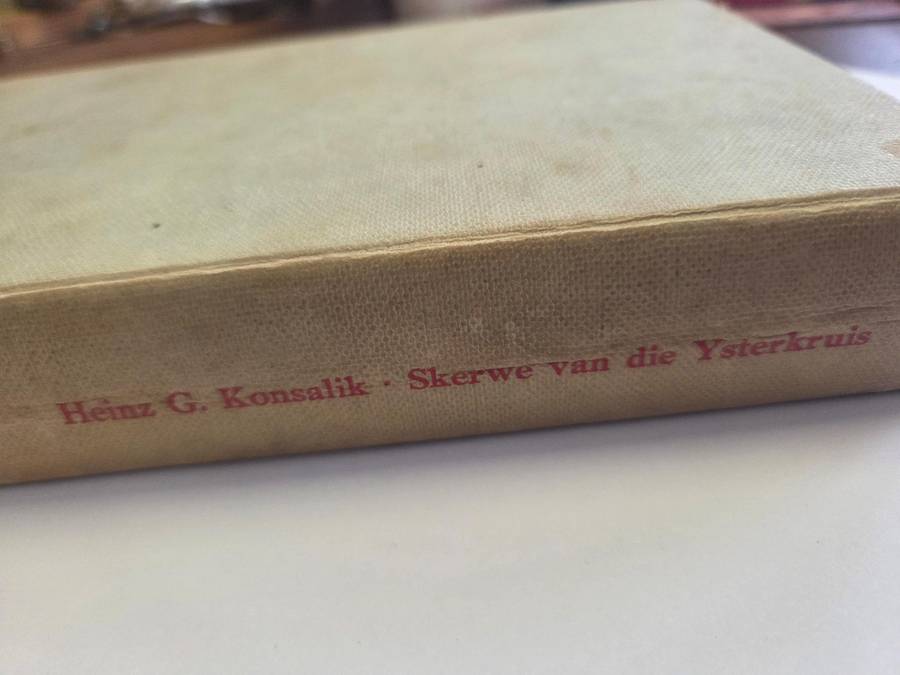 Heinz G. Konsalik · Skerwe van die Ysterkruis